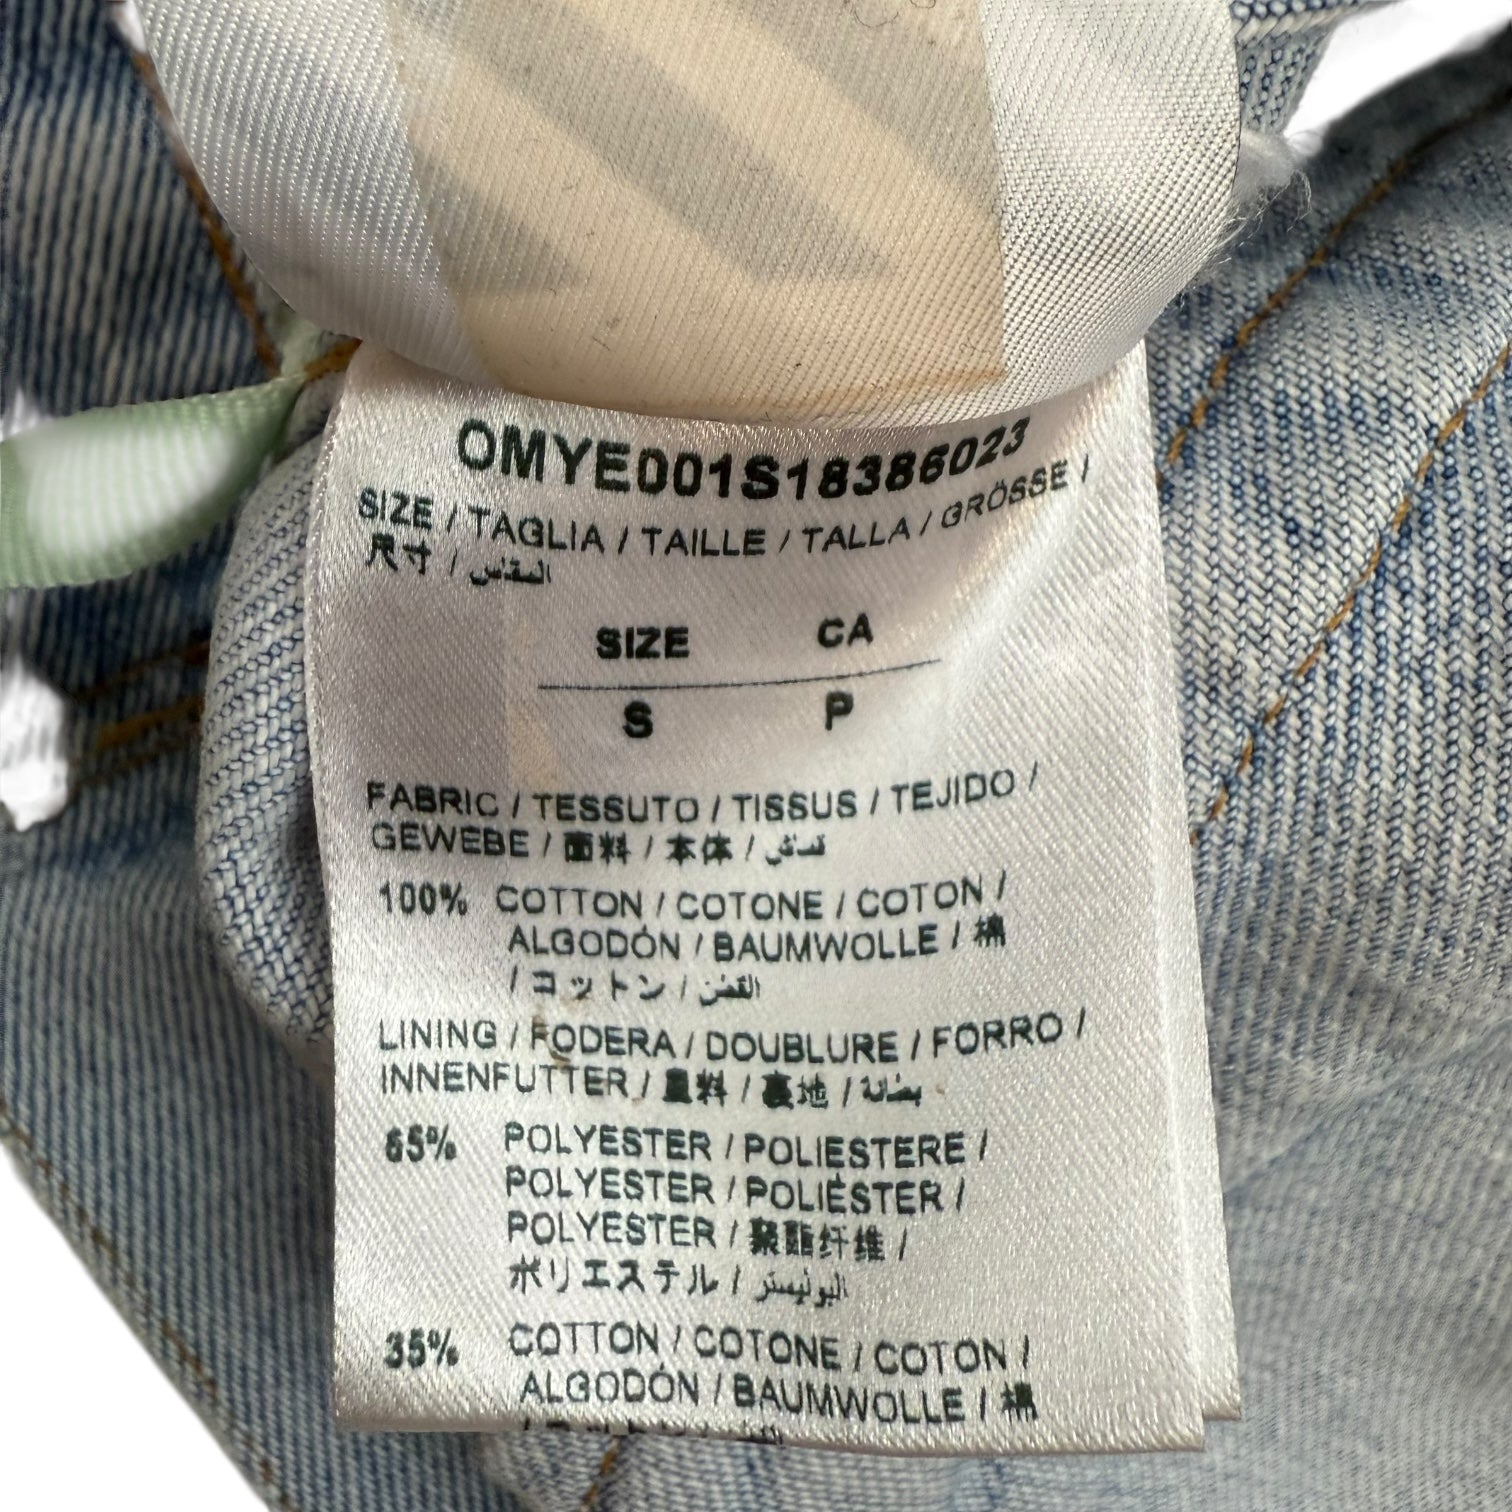 OMYE001S18386023
SIZE / TAGLIA / TAILLE / TALLA / GRÖSSE /
尺寸 / المقاس
SIZE CA
S P
FABRIC / TESSUTO / TISSUS / TEJIDO /
GEWEBE / 面料 / 本体 / قماش
100% COTTON / COTONE / COTON /
ALGODÓN / BAUMWOLLE / 棉
/ コットン / القطن
LINING / FODERA / DOUBLURE / FORRO /
INNENFUTTER / 里料 / 裏地 / بطانة
65% POLYESTER / POLIESTERE /
POLYESTER / POLIÉSTER /
POLYESTER / 聚酯纤维 /
ポリエステル / البوليستر
35% COTTON / COTONE / COTON /
ALGODÓN / BAUMWOLLE / 棉